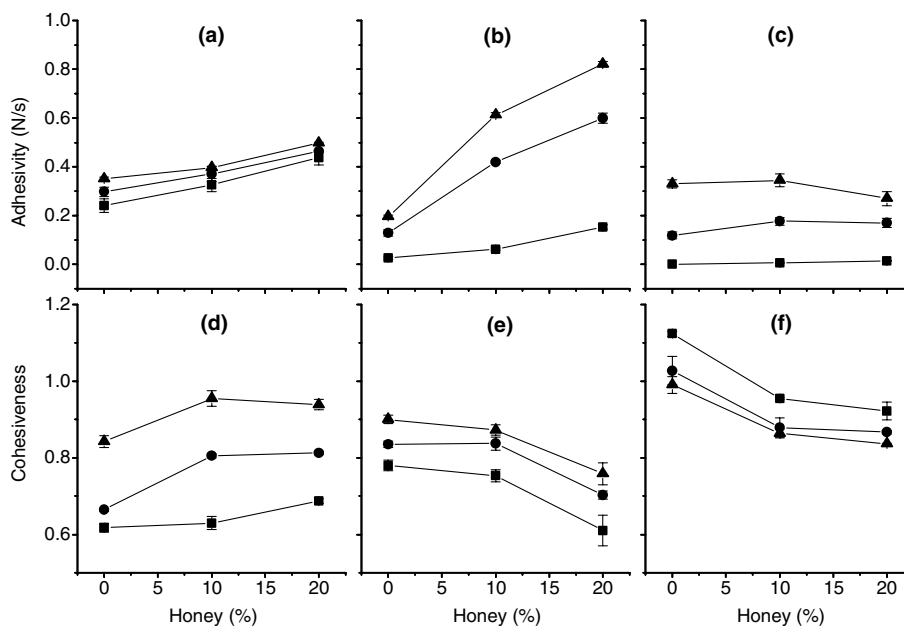 (a) (b) (c)
1.0
0.8
0.6
0.4
0.2
0.0
Adhesivity (N/s)
(d) (e) (f)
1.2
1.0
0.8
0.6
Cohesiveness
0 5 10 15 20 0 5 10 15 20 0 5 10 15 20
Honey (%) Honey (%) Honey (%)